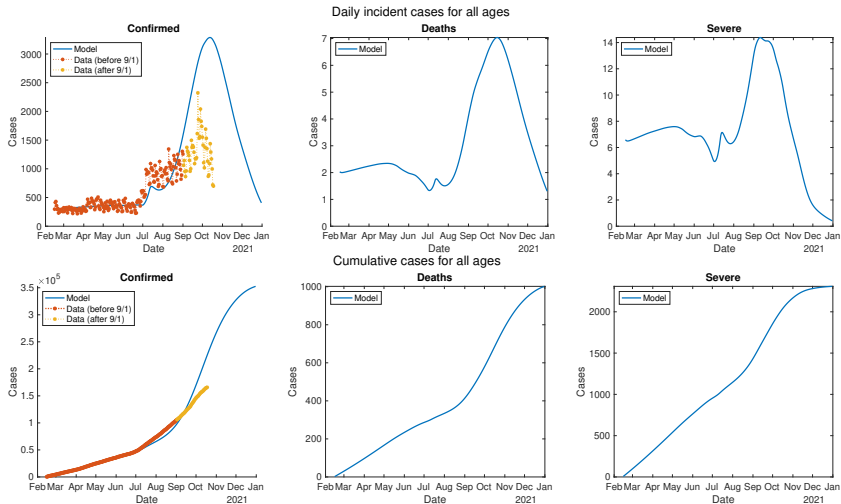 Daily incident cases for all ages
Confirmed
Cases
3300
3000
2500
2000
1500
1000
500
0
Model
Data (before 9/1)
Data (after 9/1)
Feb Mar Apr May Jun Jul Aug Sep Oct Nov Dec Jan
Date
2021
Deaths
Cases
7
6
5
4
3
2
1
0
Model
Feb Mar Apr May Jun Jul Aug Sep Oct Nov Dec Jan
Date
2021
Severe
Cases
14
12
10
8
6
4
2
0
Model
Feb Mar Apr May Jun Jul Aug Sep Oct Nov Dec Jan
Date
2021
Cumulative cases for all ages
Confirmed
×10⁵
Cases
3.5
3
2.5
2
1.5
1
0.5
0
Model
Data (before 9/1)
Data (after 9/1)
Feb Mar Apr May Jun Jul Aug Sep Oct Nov Dec Jan
Date
2021
Deaths
Cases
1000
800
600
400
200
0
Model
Feb Mar Apr May Jun Jul Aug Sep Oct Nov Dec Jan
Date
2021
Severe
Cases
2000
1500
1000
500
0
Model
Feb Mar Apr May Jun Jul Aug Sep Oct Nov Dec Jan
Date
2021